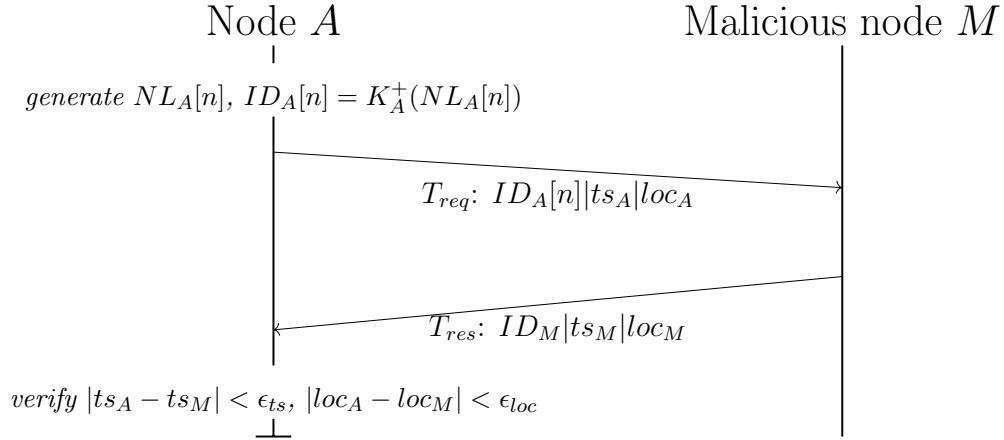 Node A
Malicious node M
generate NL_A[n], ID_A[n] = K_A^+(NL_A[n])
T_req: ID_A[n]|ts_A|loc_A
T_res: ID_M|ts_M|loc_M
verify |ts_A − ts_M| < ϵ_ts, |loc_A − loc_M| < ϵ_loc